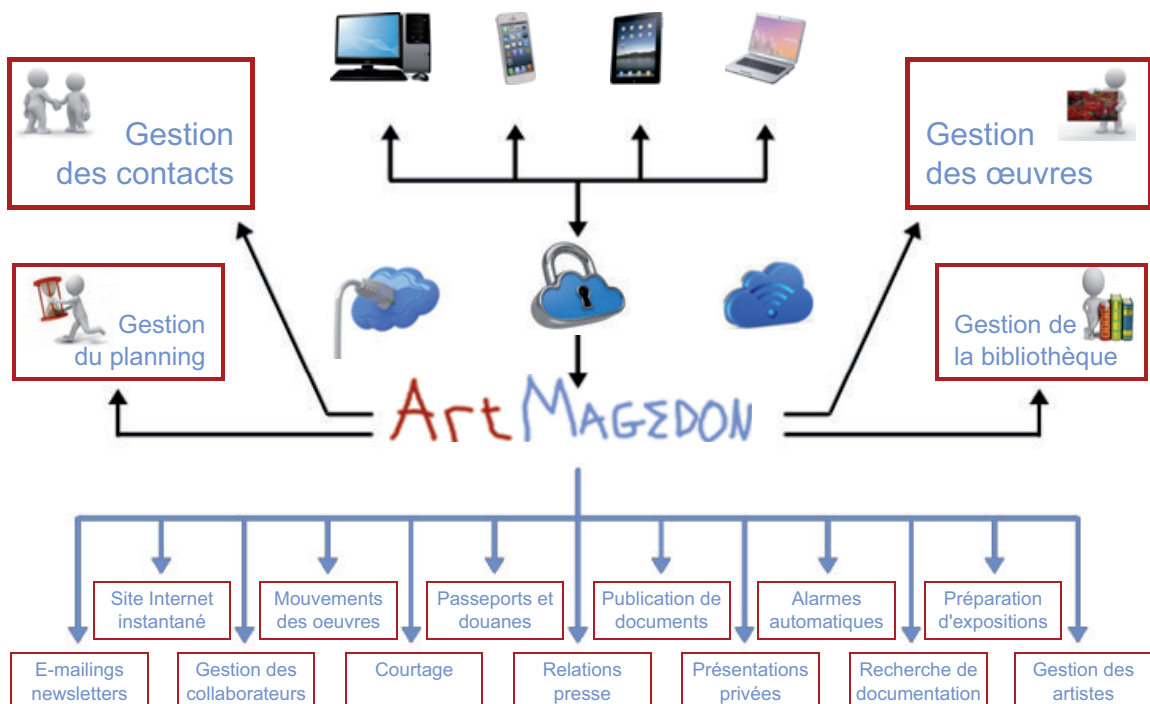 Gestion
des contacts
Gestion
des œuvres
Gestion
du planning
Gestion de
la bibliothèque
Art MAGEDON
Site Internet
instantané
Mouvements
des oeuvres
Passeports et
douanes
Publication de
documents
Alarmes
automatiques
Préparation
d'expositions
E-mailings
newsletters
Gestion des
collaborateurs
Courtage
Relations
presse
Présentations
privées
Recherche de
documentation
Gestion des
artistes